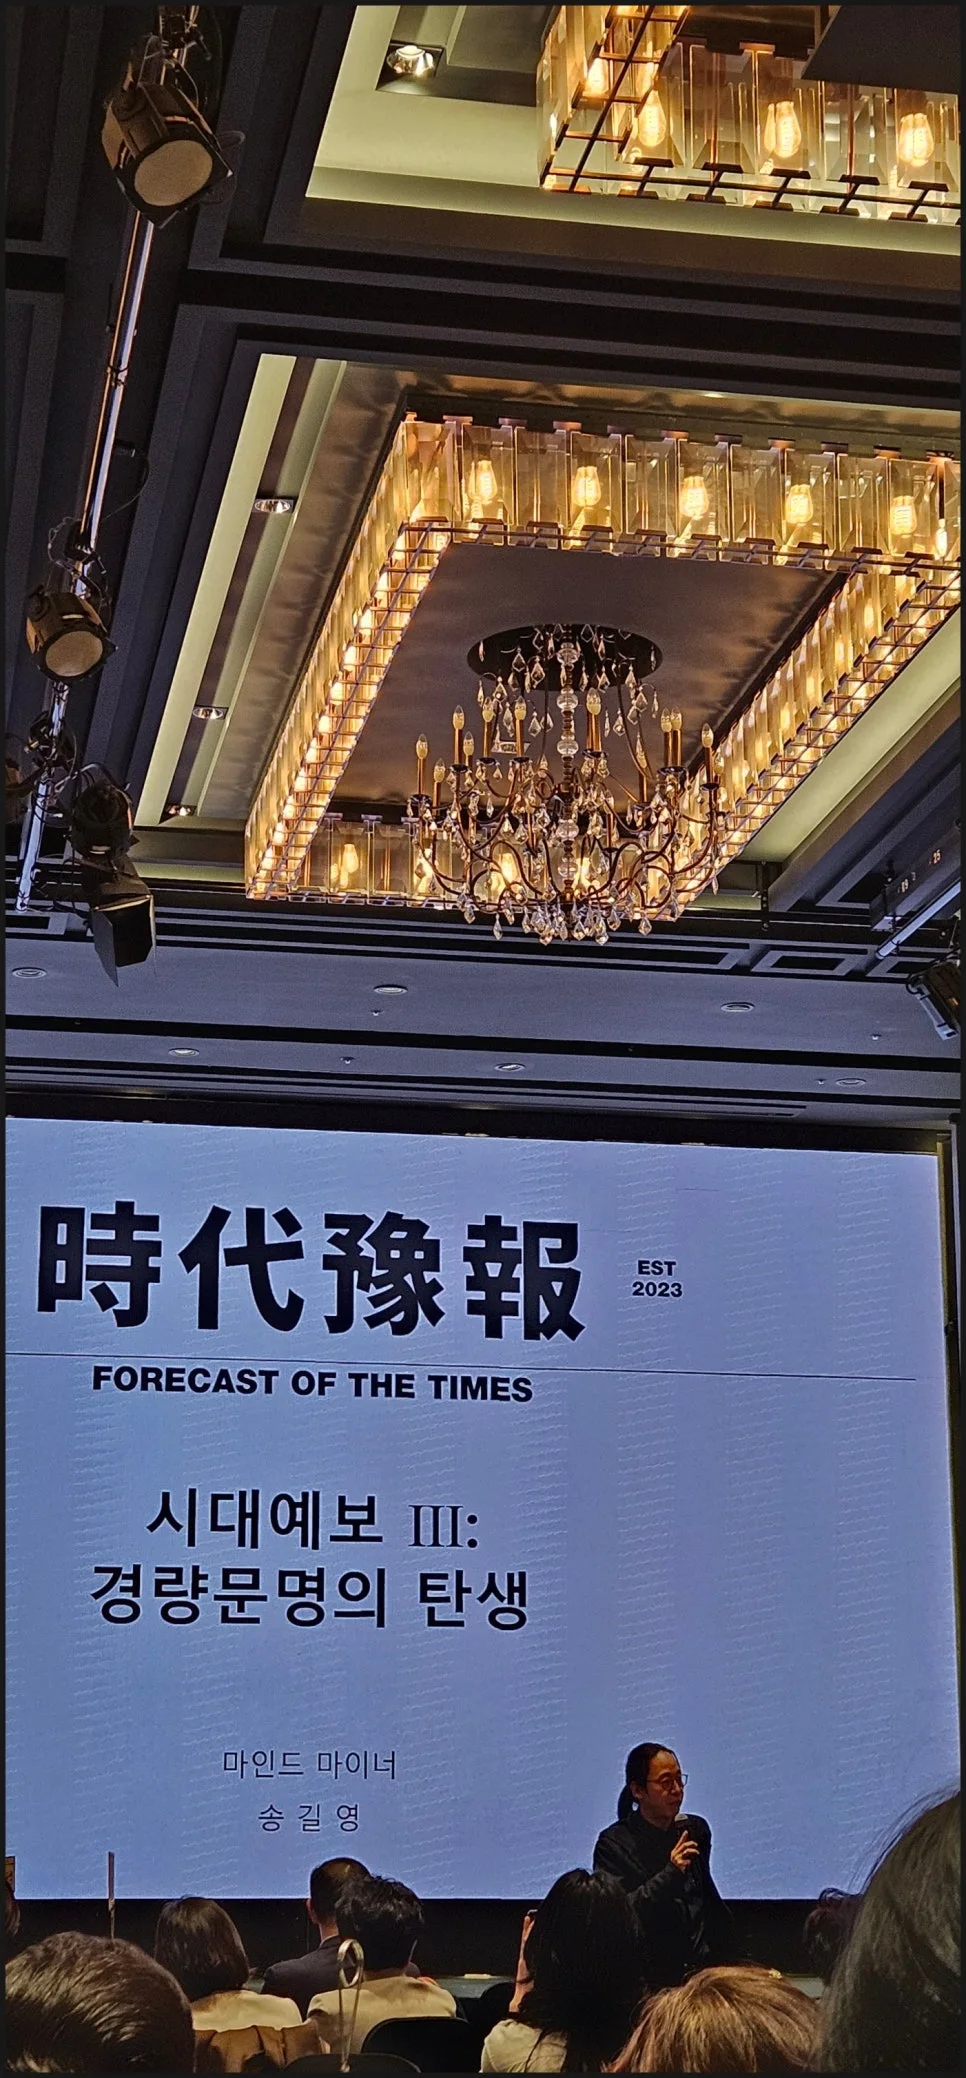 時代豫報
EST
2023
FORECAST OF THE TIMES
시대예보 III:
경량문명의 탄생
마인드 마이너
송길영